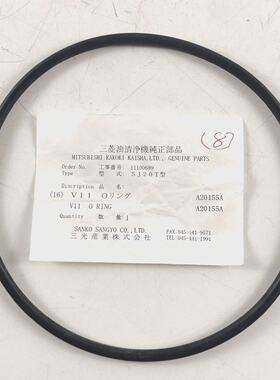 (8)
三菱油清浄機純正部品
MITSUBISHI KAKOKI KAISHA,LTD., GENUINE PARTS
Order No. 工事番号: 11100689
Type 型 式: SJ20T型
Description 品 名:
(16) V11 Oリング A20155A
V11 O RING A20155A
Quantity 数 量: 1
SANKO SANGYO CO.,LTD.
三光産業株式会社
FAX.045-441-9071
TEL.045-441-1991